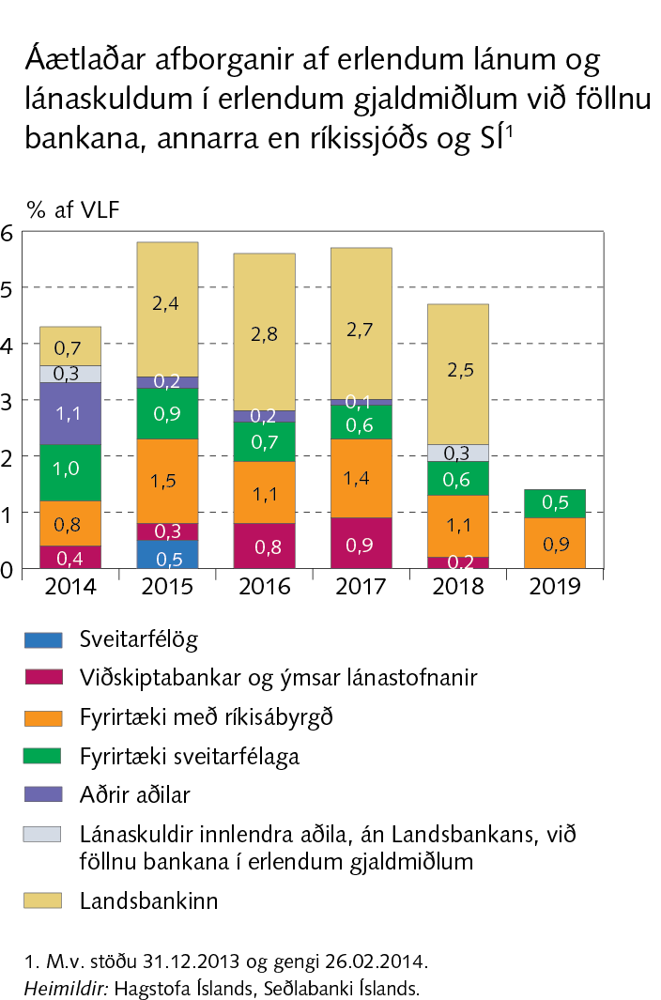 Áætlaðar afborganir af erlendum lánum og
lánaskuldum í erlendum gjaldmiðlum við föllnu
bankana, annarra en ríkissjóðs og SÍ¹
% af VLF
6
5
4
3
2
1
0
0,7
0,3
1,1
1,0
0,8
0,4
2,4
0,2
0,9
1,5
0,3
0,5
2,8
0,2
0,7
1,1
0,8
2,7
0,1
0,6
1,4
0,9
2,5
0,3
0,6
1,1
0,2
0,5
0,9
2014 2015 2016 2017 2018 2019
Sveitarfélög
Viðskiptabankar og ýmsar lánastofnanir
Fyrirtæki með ríkisábyrgð
Fyrirtæki sveitarfélaga
Aðrir aðilar
Lánaskuldir innlendra aðila, án Landsbankans, við
föllnu bankana í erlendum gjaldmiðlum
Landsbankinn
1. M.v. stöðu 31.12.2013 og gengi 26.02.2014.
Heimildir: Hagstofa Íslands, Seðlabanki Íslands.